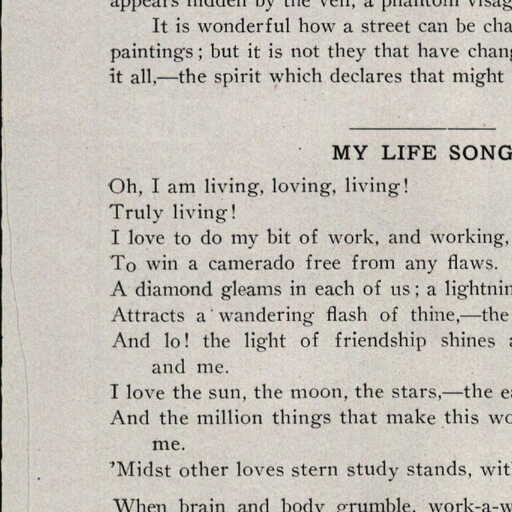 appears hidden by the veil, a phantom visag
It is wonderful how a street can be cha
paintings; but it is not they that have chang
it all,—the spirit which declares that might
MY LIFE SONG
Oh, I am living, loving, living!
Truly living!
I love to do my bit of work, and working,
To win a camerado free from any flaws.
A diamond gleams in each of us; a lightnin
Attracts a wandering flash of thine,—the
And lo! the light of friendship shines a
and me.
I love the sun, the moon, the stars,—the ea
And the million things that make this wo
me.
'Midst other loves stern study stands, wit
When brain and body grumble, work-a-w